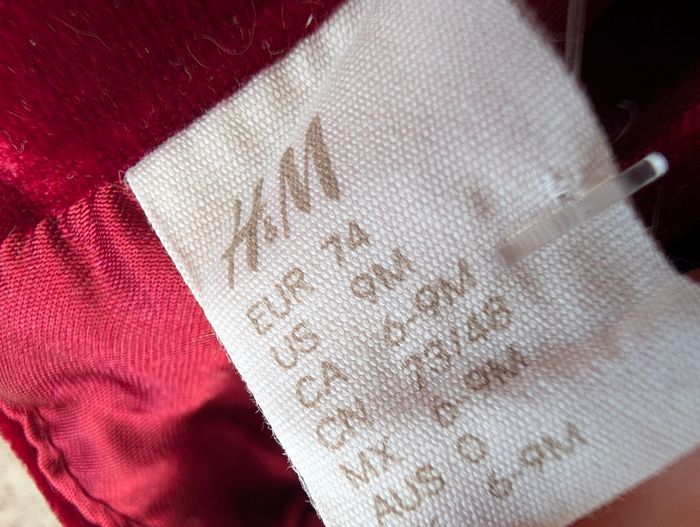 H&M
EUR 74
US 9M
CA 6-9M
CN 73/48
MX 6-9M
AUS 0
6-9M